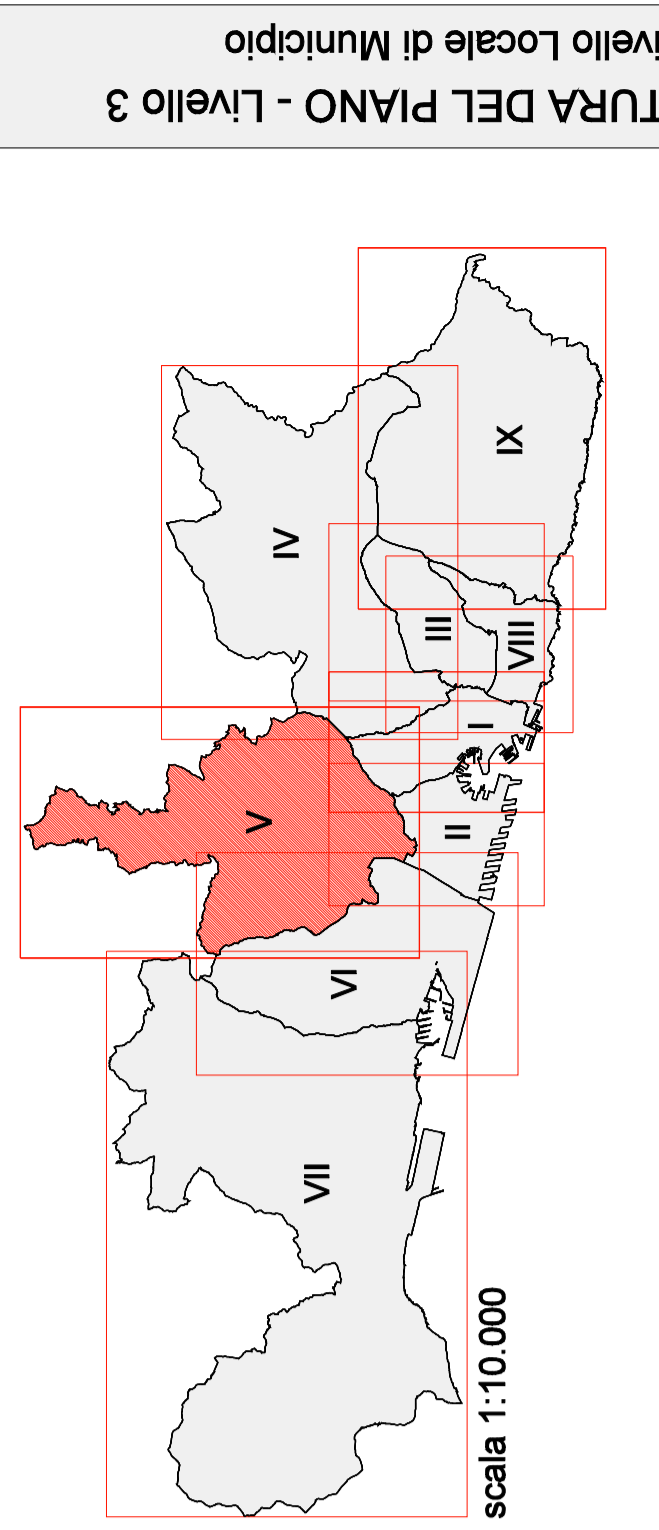 TURA DEL PIANO - Livello 3
ivello Locale di Municipio
IV
IX
III
VIII
V
I
II
VI
VII
scala 1:10.000